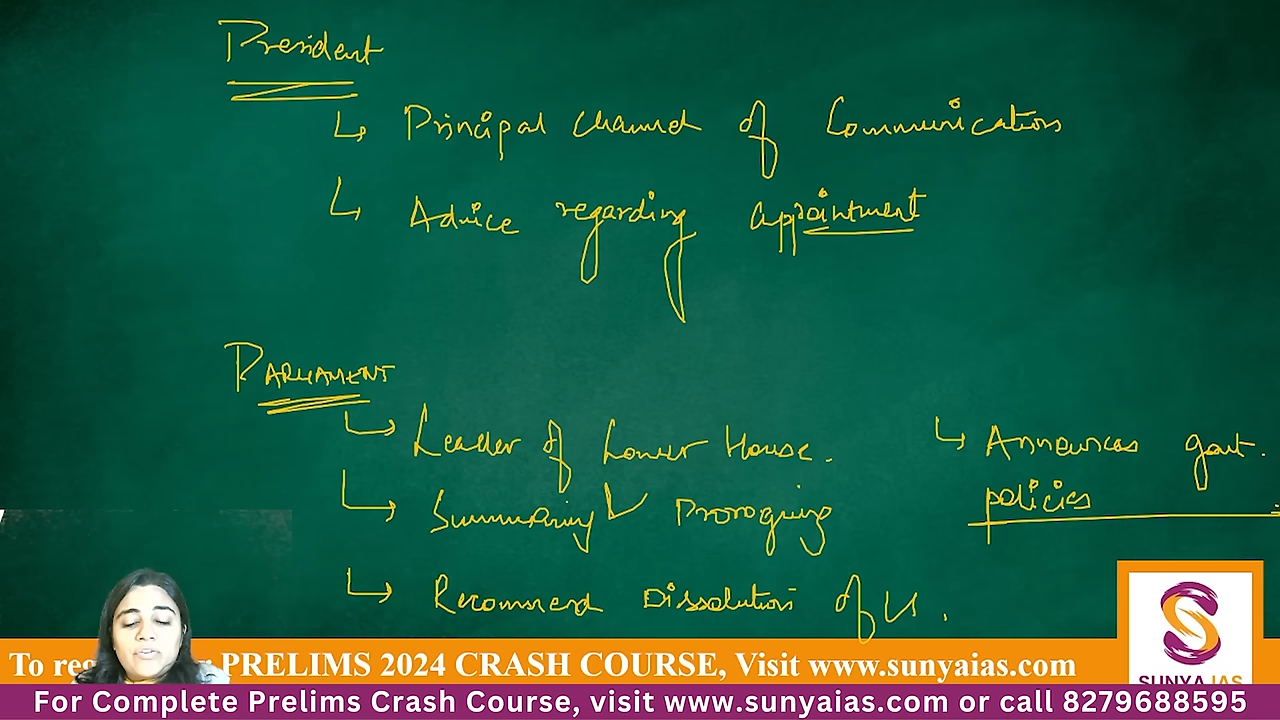 President
↳ Principal channel of Communication
↳ Advice regarding appointment
PARLIAMENT
↳ Leader of Lower House.
↳ Summoning Proroguing
↳ Recommend Dissolution of LS.
↳ Announces govt.
policies
To PRELIMS 2024 CRASH COURSE, Visit www.sunyaias.com
SUNYA IAS
For Complete Prelims Crash Course, visit www.sunyaias.com or call 8279688595